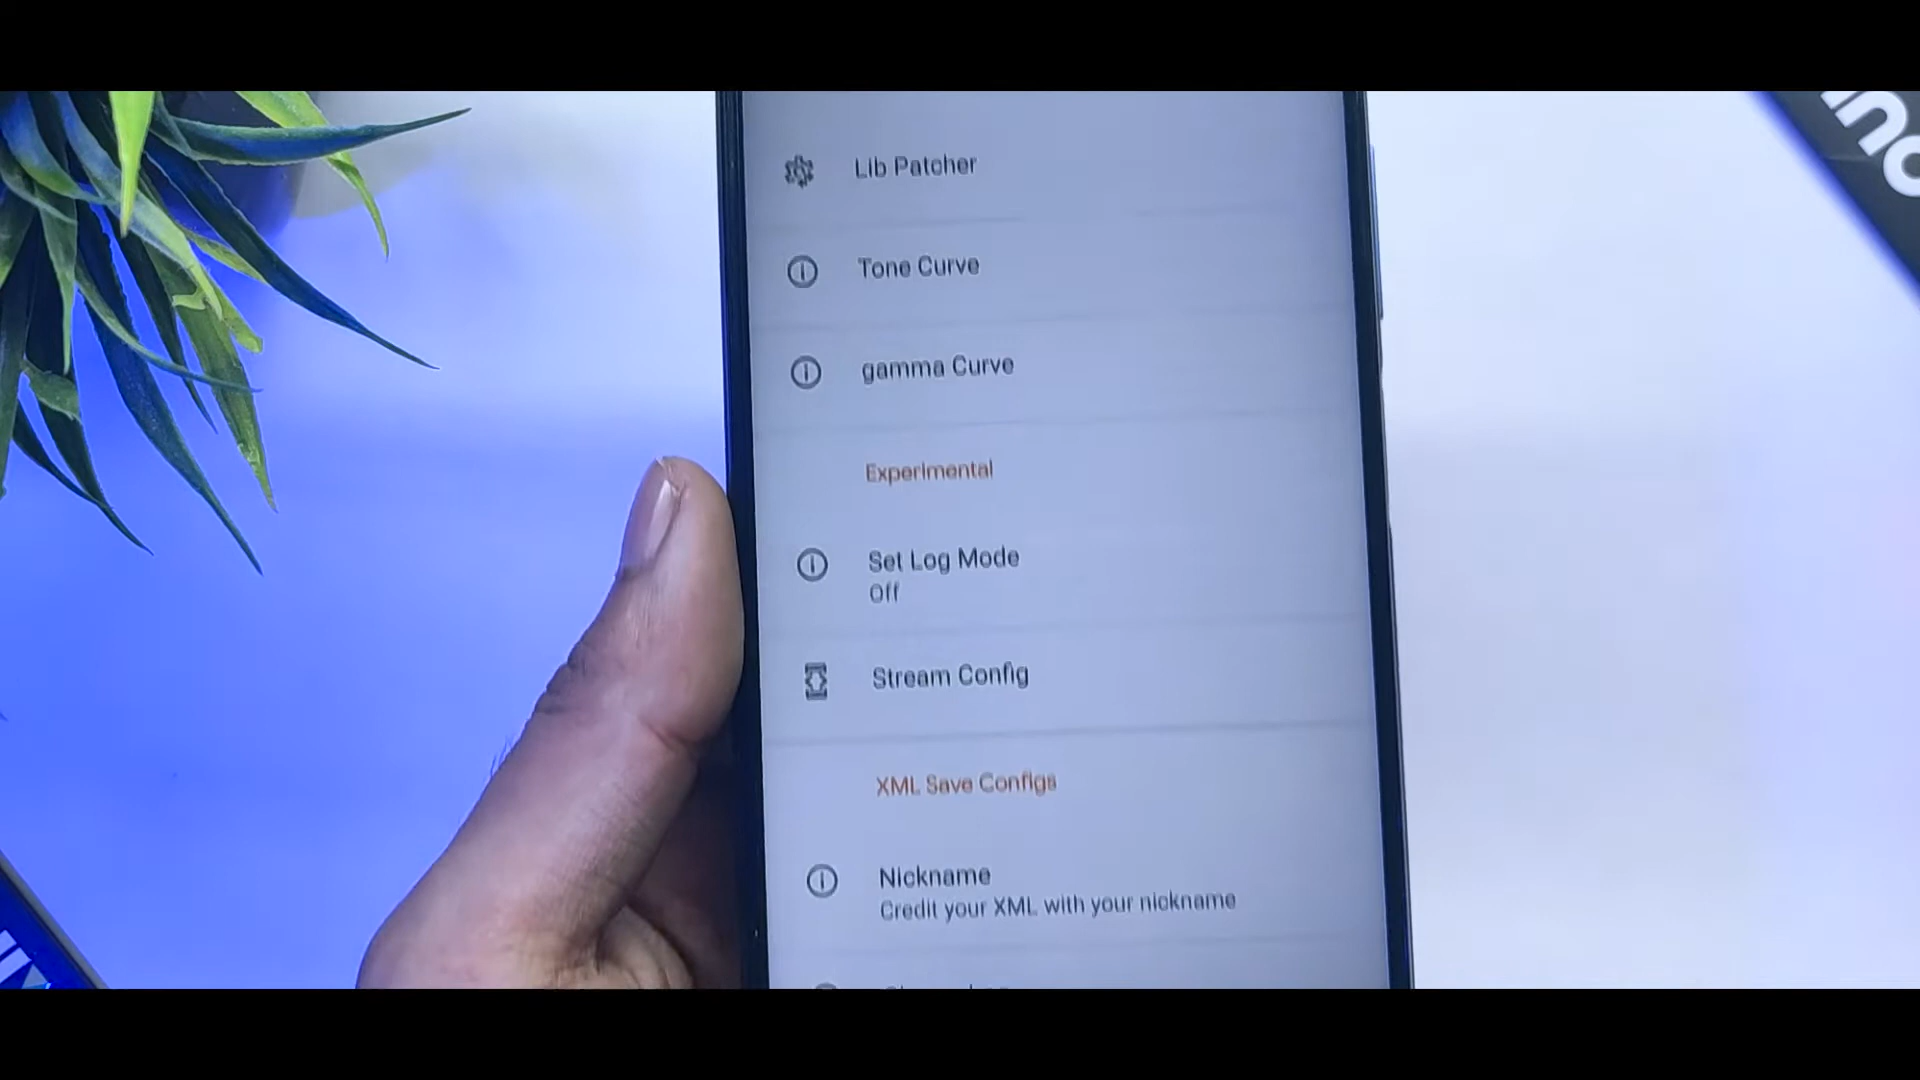 Lib Patcher
Tone Curve
gamma Curve
Experimental
Set Log Mode
Off
Stream Config
XML Save Configs
Nickname
Credit your XML with your nickname